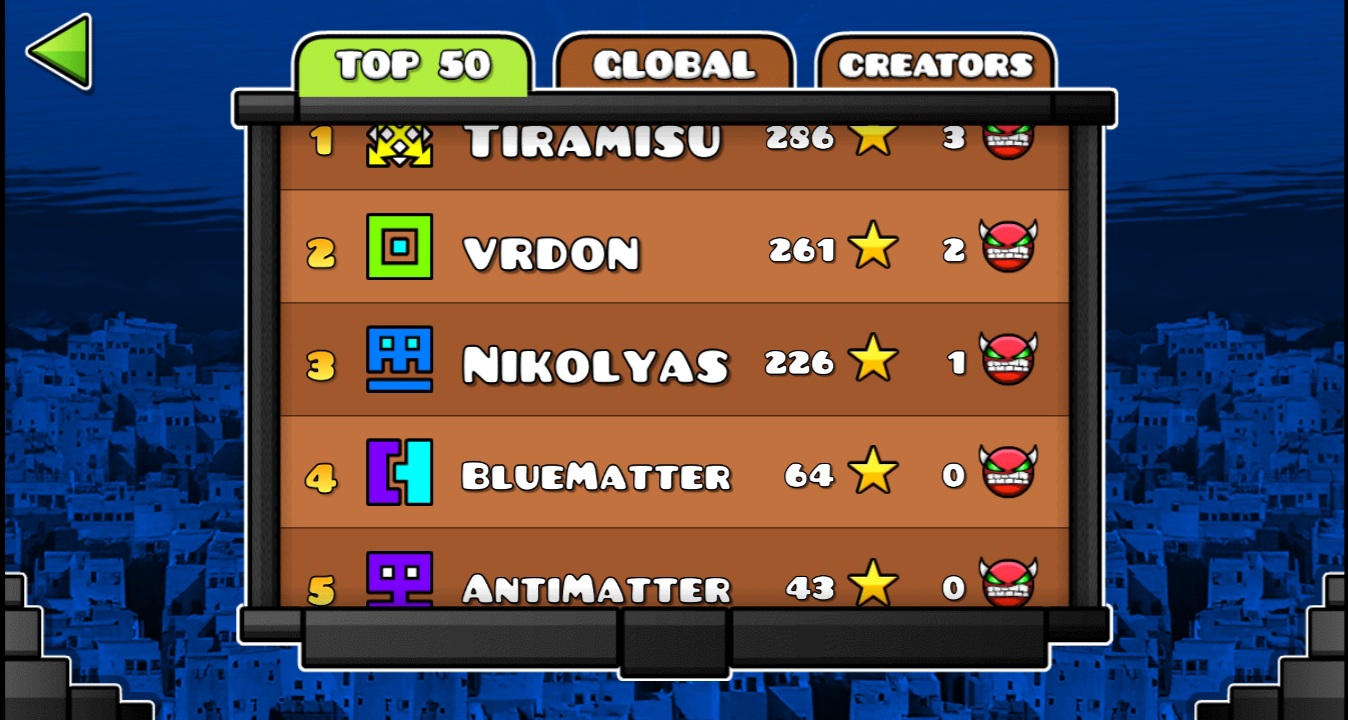 TOP 50 GLOBAL CREATORS
1 TIRAMISU 286 3
2 VRDON 261 2
3 NIKOLYAS 226 1
4 BLUEMATTER 64 0
5 ANTIMATTER 43 0